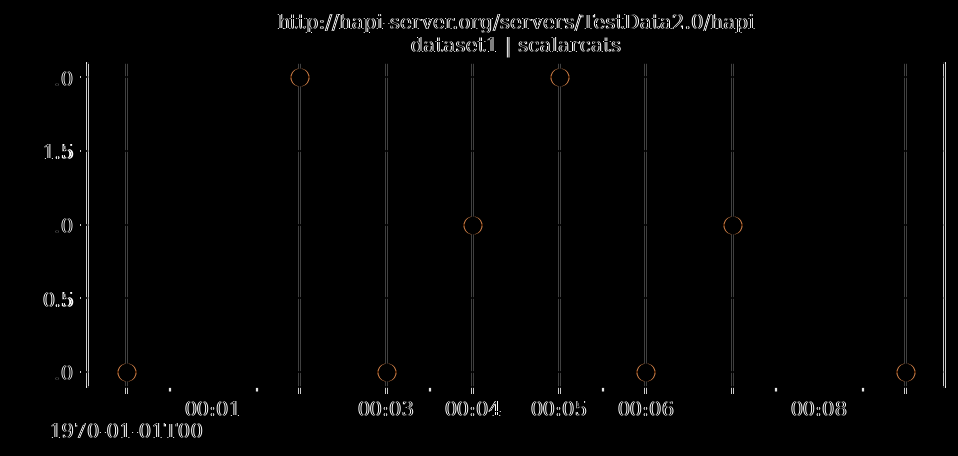 http://hapi-server.org/servers/TestData2.0/hapi
dataset1 | scalarcats
.0
1.5
.0
0.5
.0
00:01 00:03 00:04 00:05 00:06 00:08
1970-01-01T00